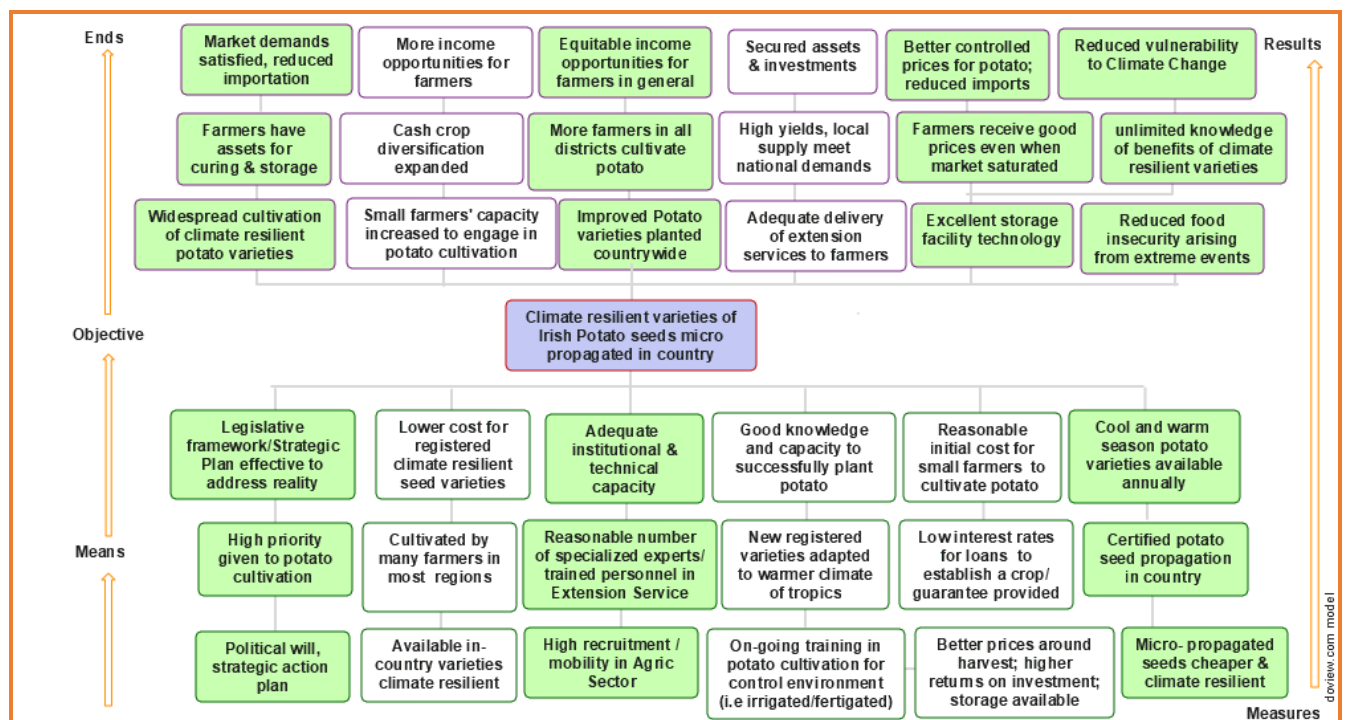 Ends
Market demands
satisfied, reduced
importation
More income
opportunities for
farmers
Equitable income
opportunities for
farmers in general
Secured assets
& investments
Better controlled
prices for potato;
reduced imports
Reduced vulnerability
to Climate Change
Results
Farmers have
assets for
curing & storage
Cash crop
diversification
expanded
More farmers in all
districts cultivate
potato
High yields, local
supply meet
national demands
Farmers receive good
prices even when
market saturated
unlimited knowledge
of benefits of climate
resilient varieties
Widespread cultivation
of climate resilient
potato varieties
Small farmers' capacity
increased to engage in
potato cultivation
Improved Potato
varieties planted
countrywide
Adequate delivery
of extension
services to farmers
Excellent storage
facility technology
Reduced food
insecurity arising
from extreme events
Objective
Climate resilient varieties of
Irish Potato seeds micro
propagated in country
Legislative
framework/Strategic
Plan effective to
address reality
Lower cost for
registered
climate resilient
seed varieties
Adequate
institutional &
technical
capacity
Good knowledge
and capacity to
successfully plant
potato
Reasonable
initial cost for
small farmers to
cultivate potato
Cool and warm
season potato
varieties available
annually
Means
High priority
given to potato
cultivation
Cultivated by
many farmers in
most regions
Reasonable number
of specialized experts/
trained personnel in
Extension Service
New registered
varieties adapted
to warmer climate
of tropics
Low interest rates
for loans to
establish a crop/
guarantee provided
Certified potato
seed propagation
in country
Political will,
strategic action
plan
Available in-
country varieties
climate resilient
High recruitment /
mobility in Agric
Sector
On-going training in
potato cultivation for
control environment
(i.e irrigated/fertigated)
Better prices around
harvest; higher
returns on investment;
storage available
Micro- propagated
seeds cheaper &
climate resilient
Measures
doview.com model